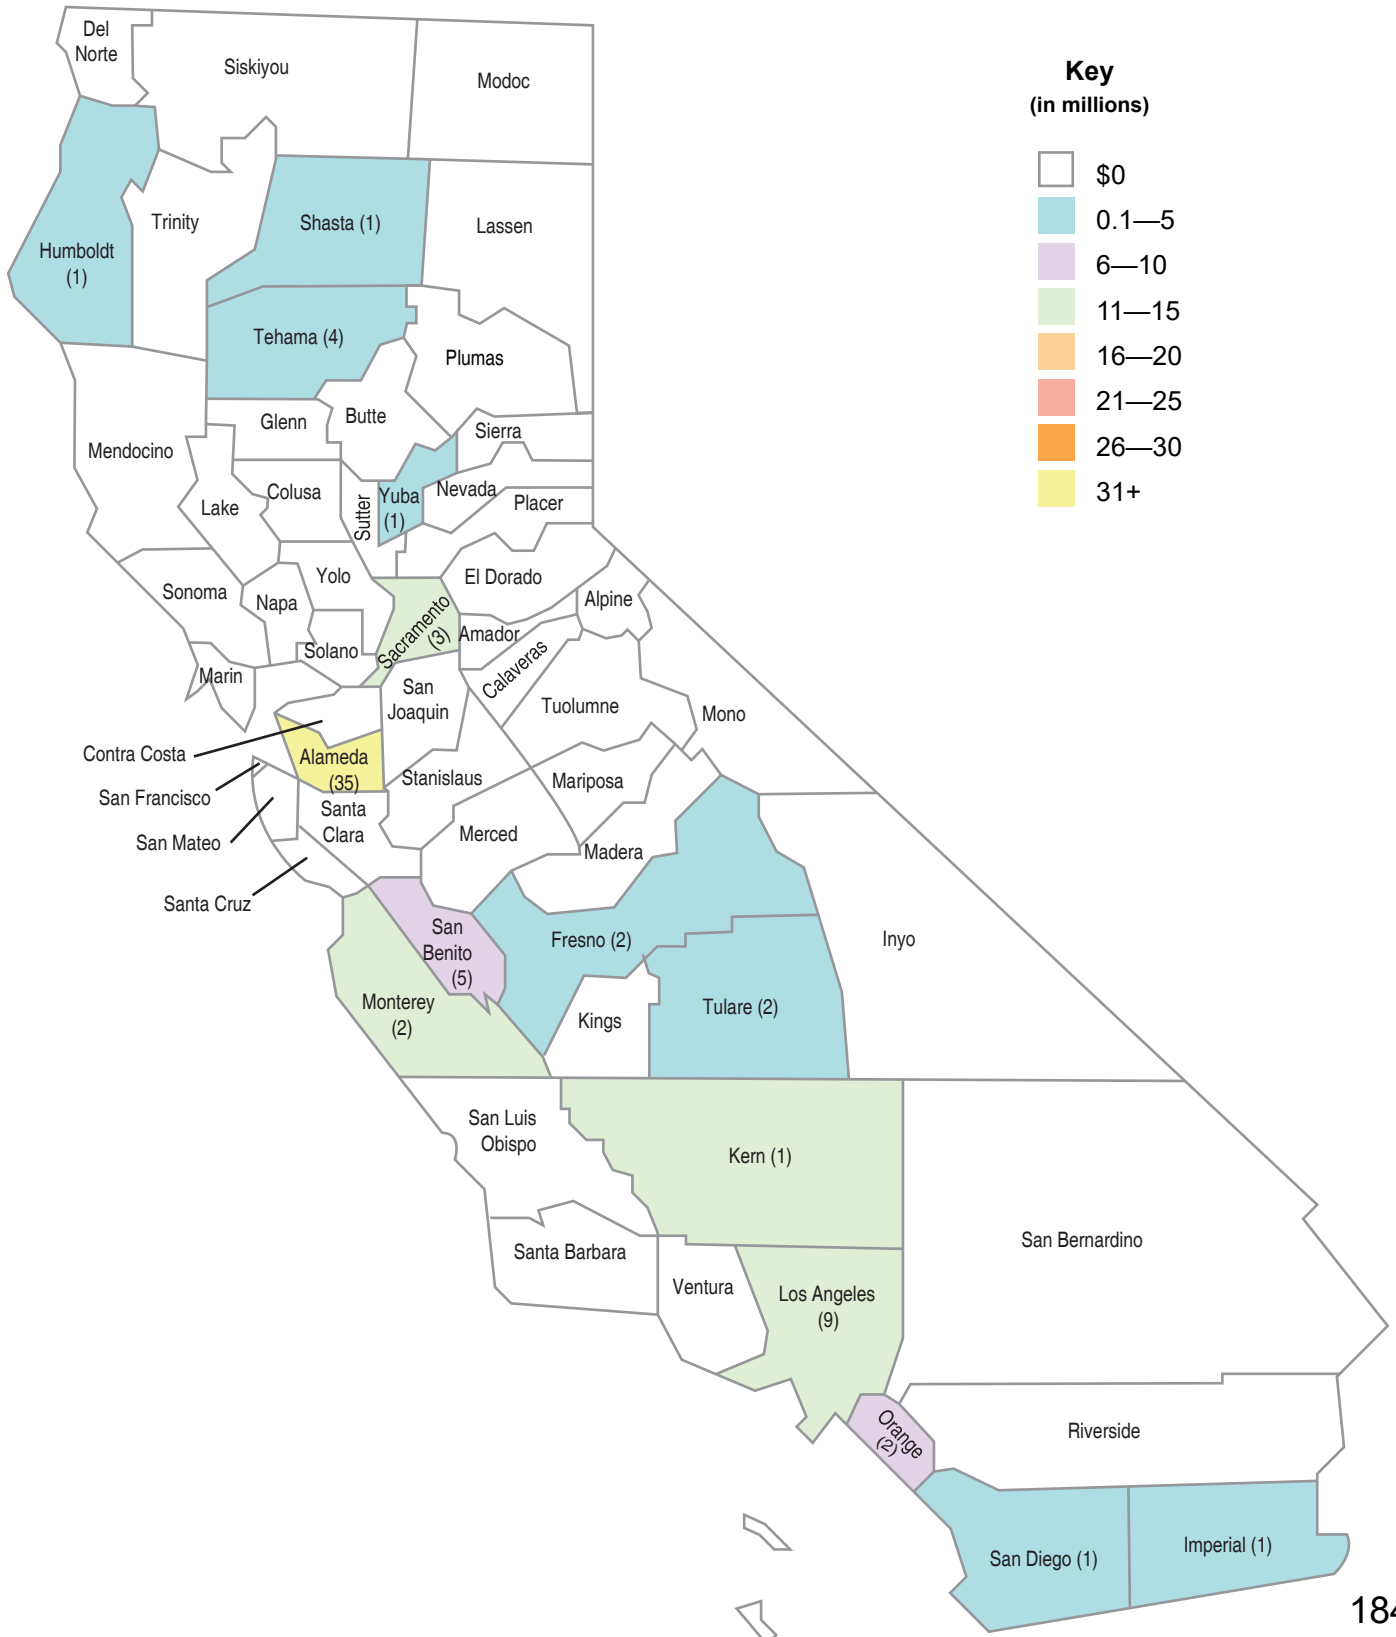 Del
Norte
Siskiyou
Modoc
Key
(in millions)
$0
0.1—5
6—10
11—15
16—20
21—25
26—30
31+
Humboldt
(1)
Trinity
Shasta (1)
Lassen
Tehama (4)
Plumas
Mendocino
Glenn
Butte
Sierra
Lake
Colusa
Sutter
Yuba
(1)
Nevada
Placer
Sonoma
Napa
Yolo
Solano
Sacramento
(3)
El Dorado
Amador
Alpine
Calaveras
Marin
San
Joaquin
Tuolumne
Mono
Contra Costa
Alameda
(35)
Stanislaus
Mariposa
San Francisco
San Mateo
Santa
Clara
Merced
Madera
Santa Cruz
San
Benito
(5)
Fresno (2)
Inyo
Monterey
(2)
Kings
Tulare (2)
San Luis
Obispo
Kern (1)
Santa Barbara
Ventura
Los Angeles
(9)
San Bernardino
Orange
(2)
Riverside
San Diego (1)
Imperial (1)
184